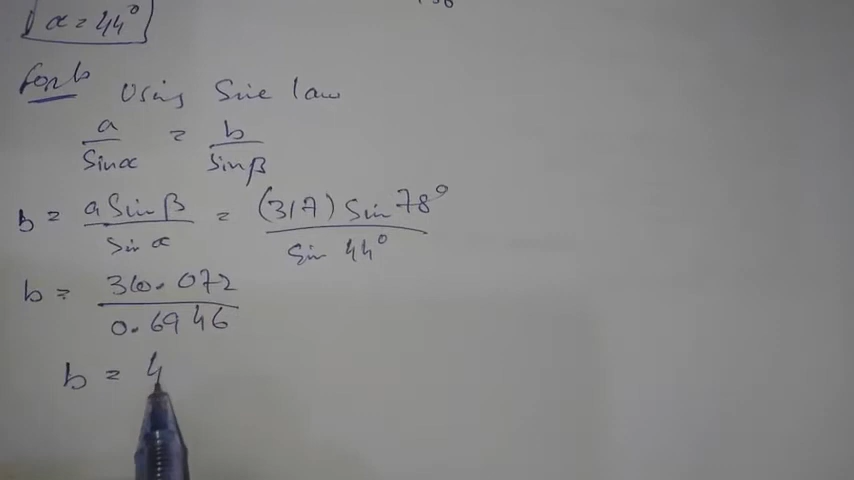 α = 44°
For b Using Sine law
a/Sinα = b/Sinβ
b = a Sinβ / Sin α = (317) Sin 78° / Sin 44°
b = 310.072 / 0.6946
b = 4